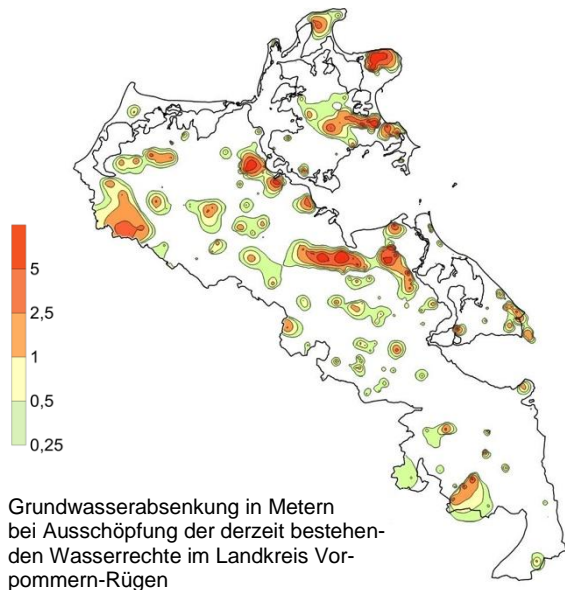 5
2,5
1
0,5
0,25
Grundwasserabsenkung in Metern
bei Ausschöpfung der derzeit bestehen-
den Wasserrechte im Landkreis Vor-
pommern-Rügen